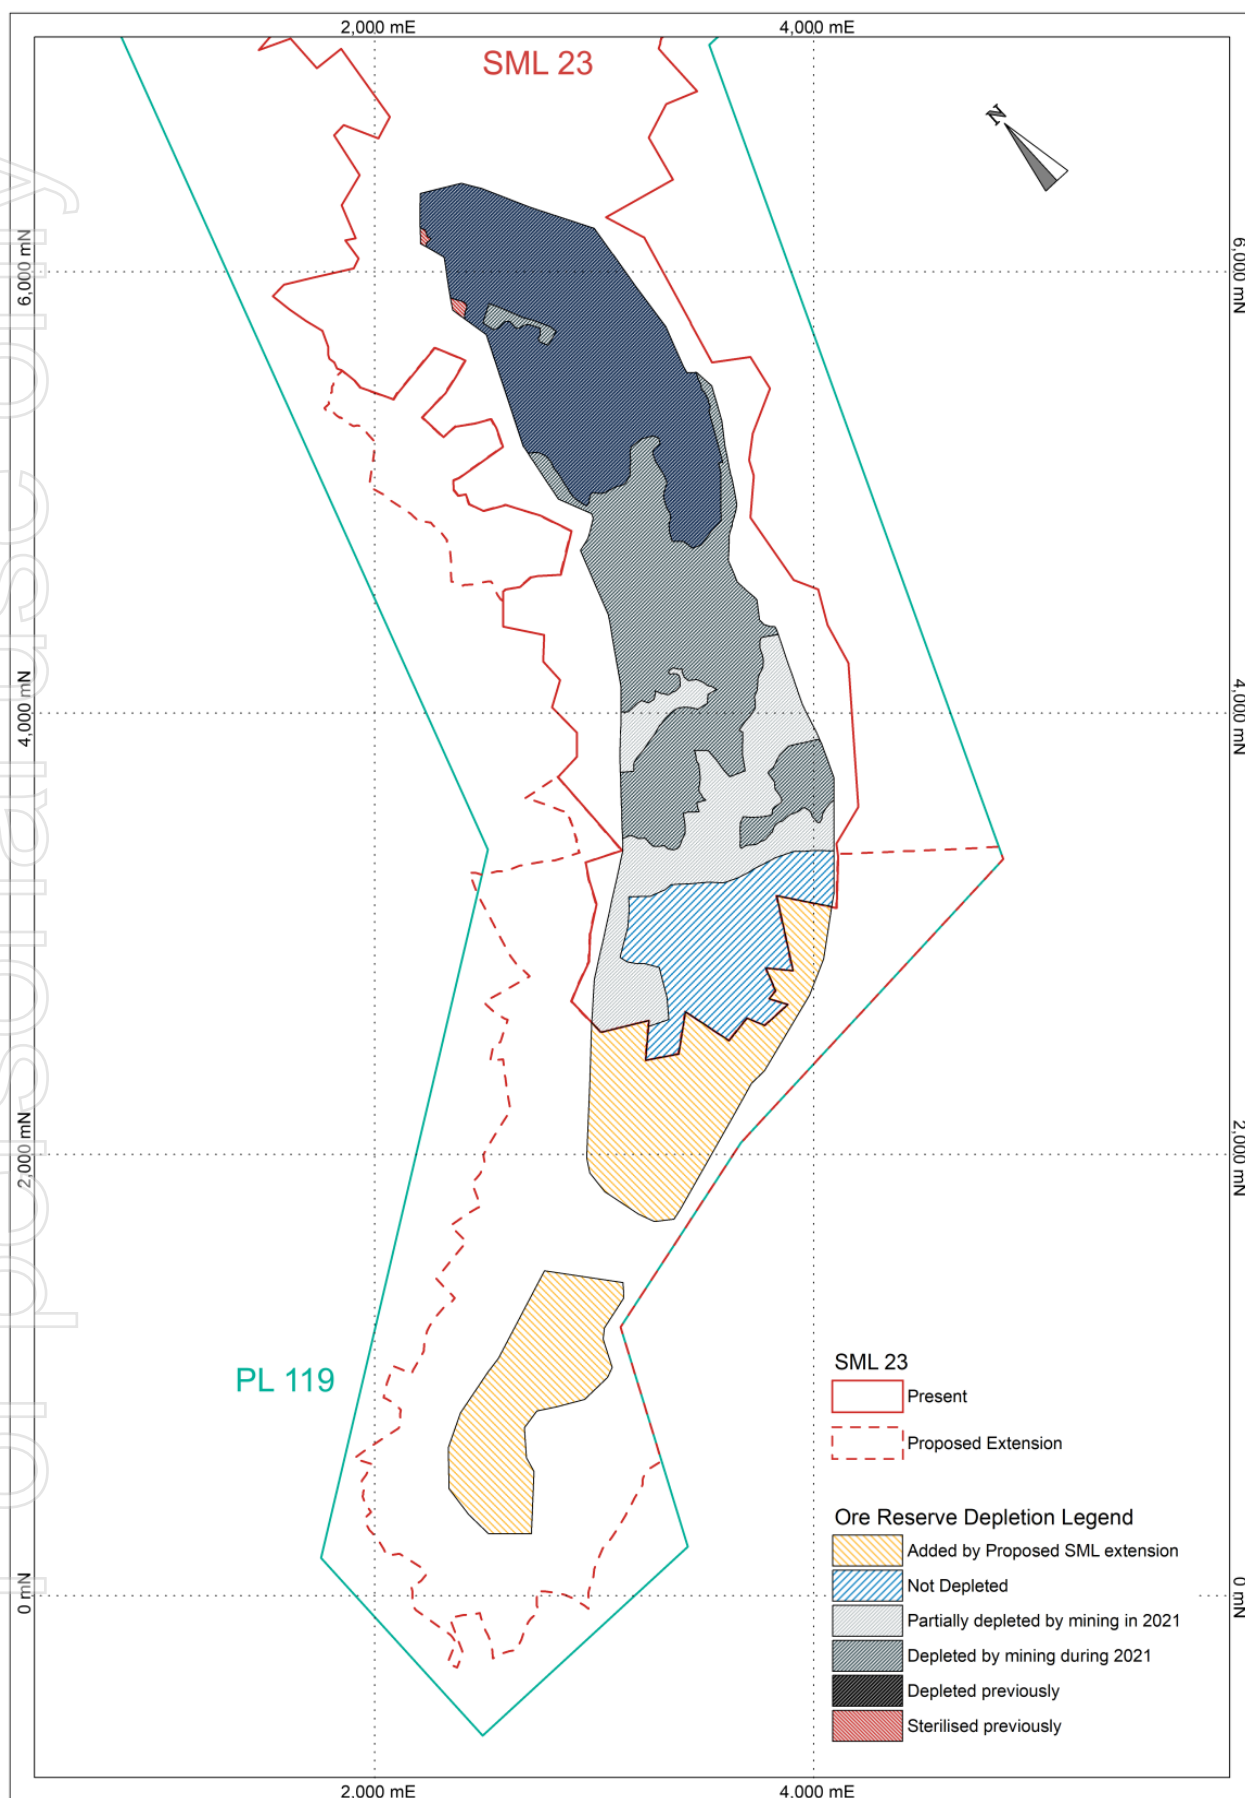 2,000 mE
4,000 mE
SML 23
N
6,000 mN
6,000 mN
4,000 mN
4,000 mN
2,000 mN
2,000 mN
PL 119
SML 23
Present
Proposed Extension
Ore Reserve Depletion Legend
Added by Proposed SML extension
Not Depleted
Partially depleted by mining in 2021
Depleted by mining during 2021
Depleted previously
Sterilised previously
0 mN
0 mN
2,000 mE
4,000 mE
r personal use only